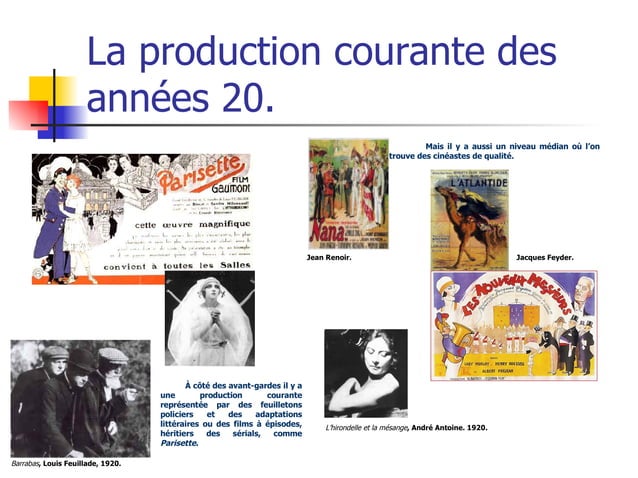 La production courante des
années 20.
Mais il y a aussi un niveau médian où l'on
trouve des cinéastes de qualité.
Parisette
FILM
GAUMONT
cette œuvre magnifique
convient à toutes les Salles
Nana
Jean Renoir.
L'ATLANTIDE
Jacques Feyder.
LES NOUVEAUX MESSIEURS
À côté des avant-gardes il y a
une production courante
représentée par des feuilletons
policiers et des adaptations
littéraires ou des films à épisodes,
héritiers des sérials, comme
Parisette.
L'hirondelle et la mésange, André Antoine. 1920.
Barrabas, Louis Feuillade, 1920.